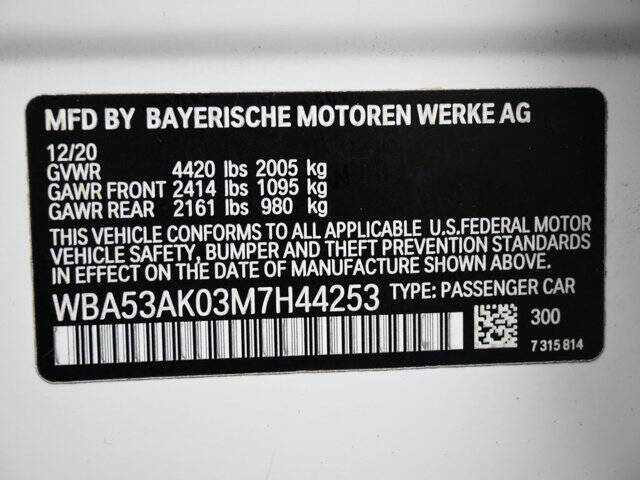 MFD BY BAYERISCHE MOTOREN WERKE AG
12/20
GVWR 4420 lbs 2005 kg
GAWR FRONT 2414 lbs 1095 kg
GAWR REAR 2161 lbs 980 kg
THIS VEHICLE CONFORMS TO ALL APPLICABLE U.S.FEDERAL MOTOR
VEHICLE SAFETY, BUMPER AND THEFT PREVENTION STANDARDS
IN EFFECT ON THE DATE OF MANUFACTURE SHOWN ABOVE.
WBA53AK03M7H44253 TYPE: PASSENGER CAR
300
7 315 814